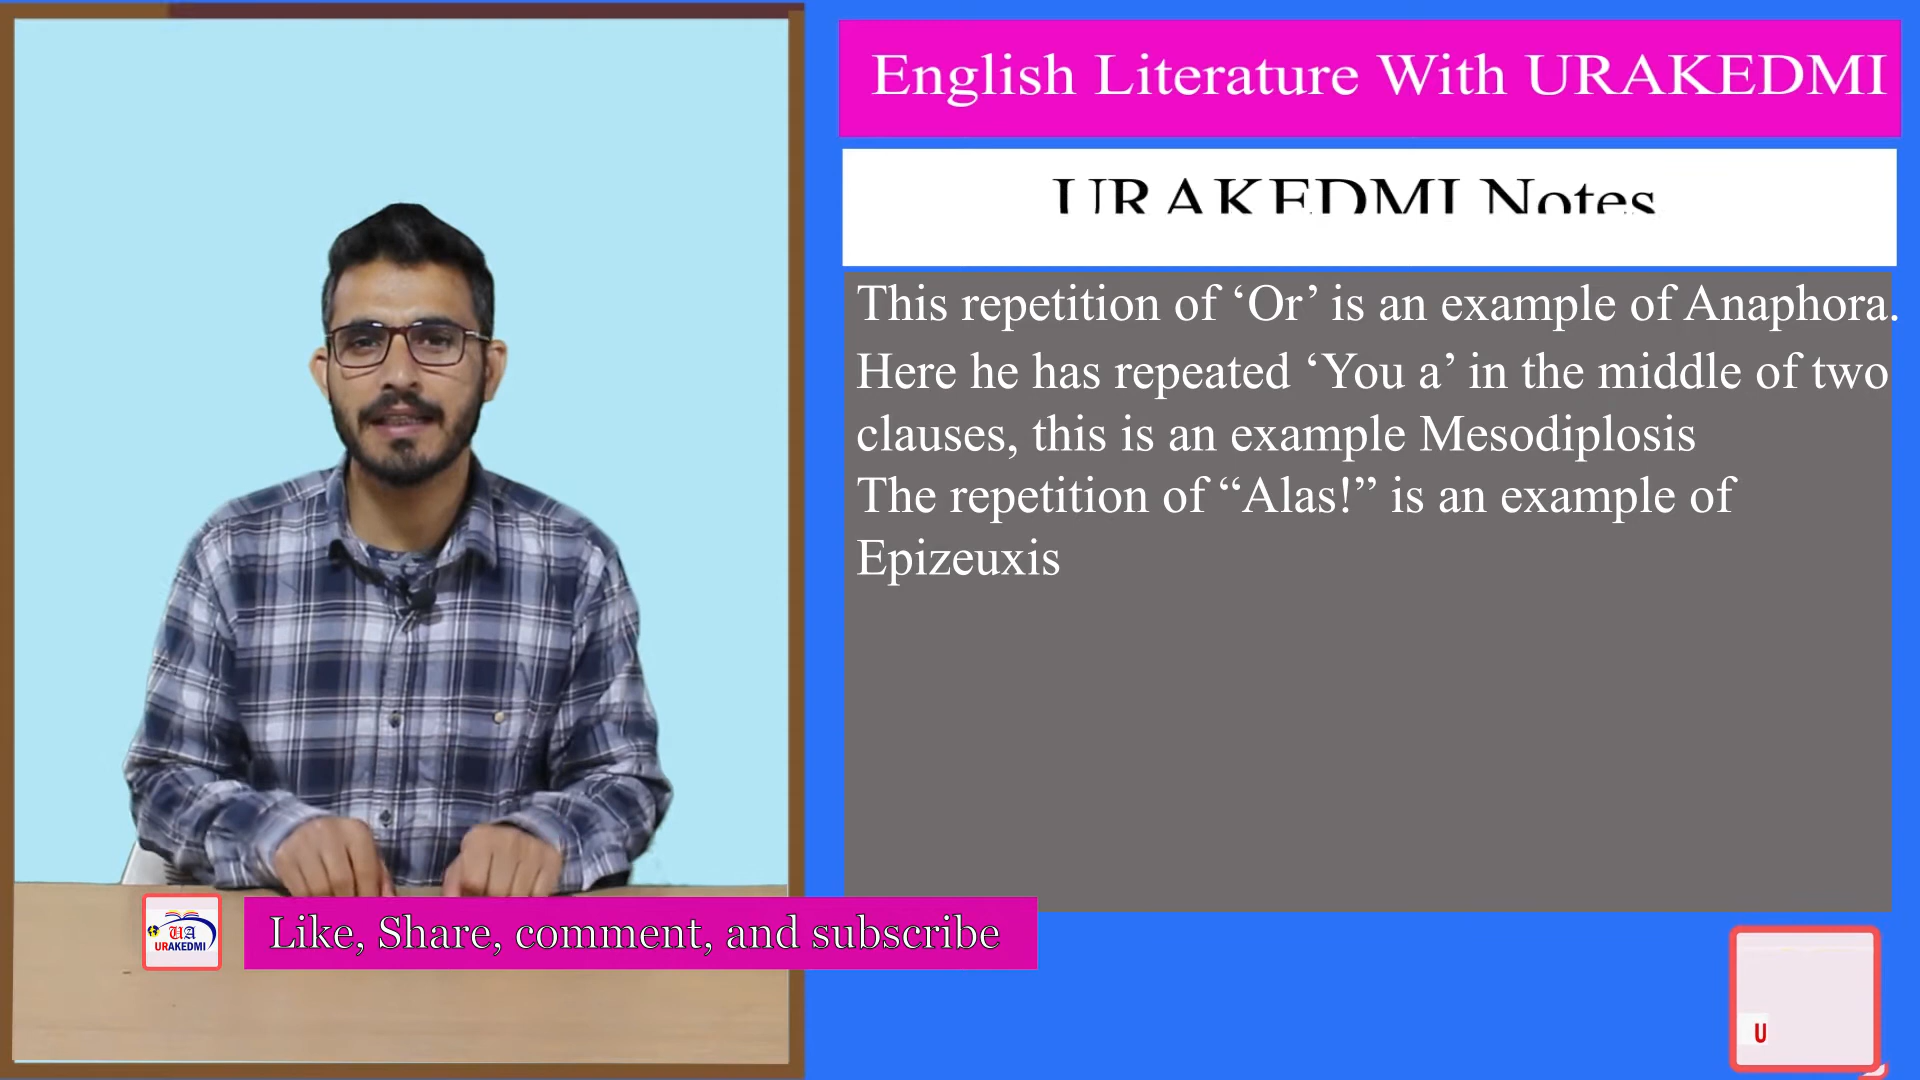 English Literature With URAKEDMI
URAKEDMI Notes
This repetition of ‘Or’ is an example of Anaphora.
Here he has repeated ‘You a’ in the middle of two
clauses, this is an example Mesodiplosis
The repetition of “Alas!” is an example of
Epizeuxis
UA
URAKEDMI
Like, Share, comment, and subscribe
U